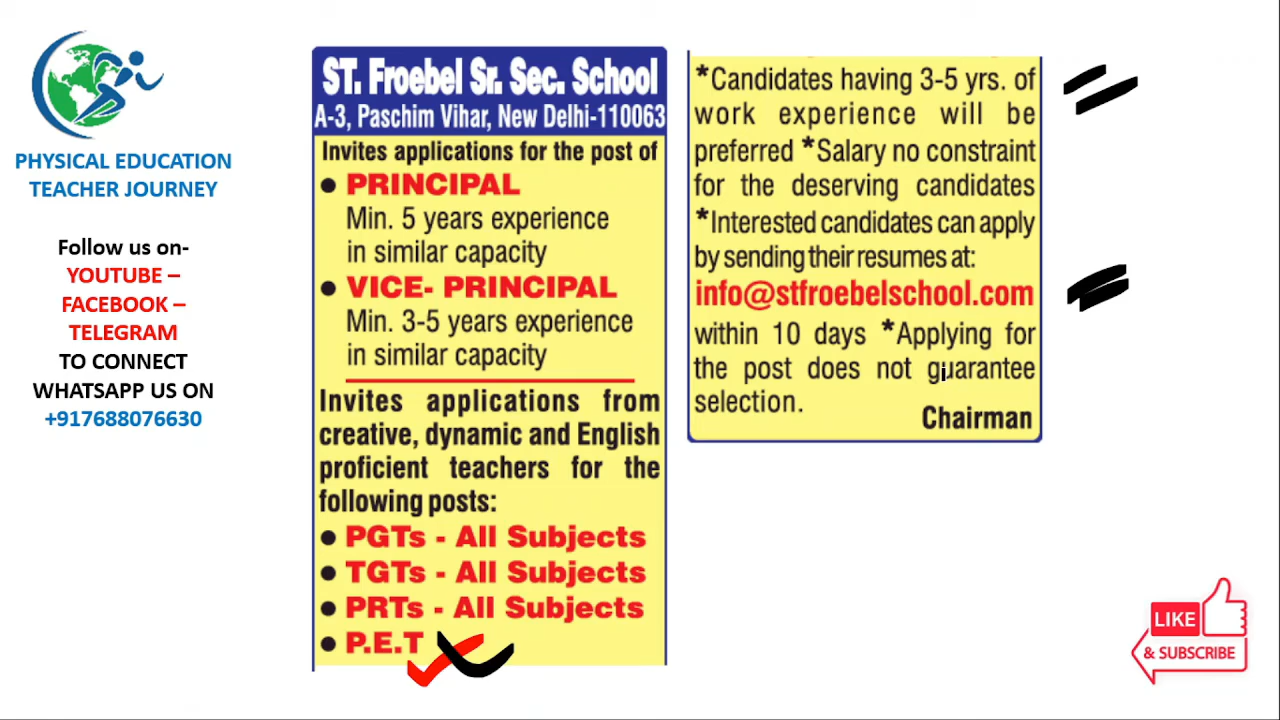 PHYSICAL EDUCATION
TEACHER JOURNEY
Follow us on-
YOUTUBE –
FACEBOOK –
TELEGRAM
TO CONNECT
WHATSAPP US ON
+917688076630
ST. Froebel Sr. Sec. School
A-3, Paschim Vihar, New Delhi-110063
Invites applications for the post of
● PRINCIPAL
Min. 5 years experience
in similar capacity
● VICE- PRINCIPAL
Min. 3-5 years experience
in similar capacity
Invites applications from
creative, dynamic and English
proficient teachers for the
following posts:
● PGTs - All Subjects
● TGTs - All Subjects
● PRTs - All Subjects
● P.E.T
*Candidates having 3-5 yrs. of
work experience will be
preferred *Salary no constraint
for the deserving candidates
*Interested candidates can apply
by sending their resumes at:
info@stfroebelschool.com
within 10 days *Applying for
the post does not guarantee
selection.
Chairman
LIKE
& SUBSCRIBE